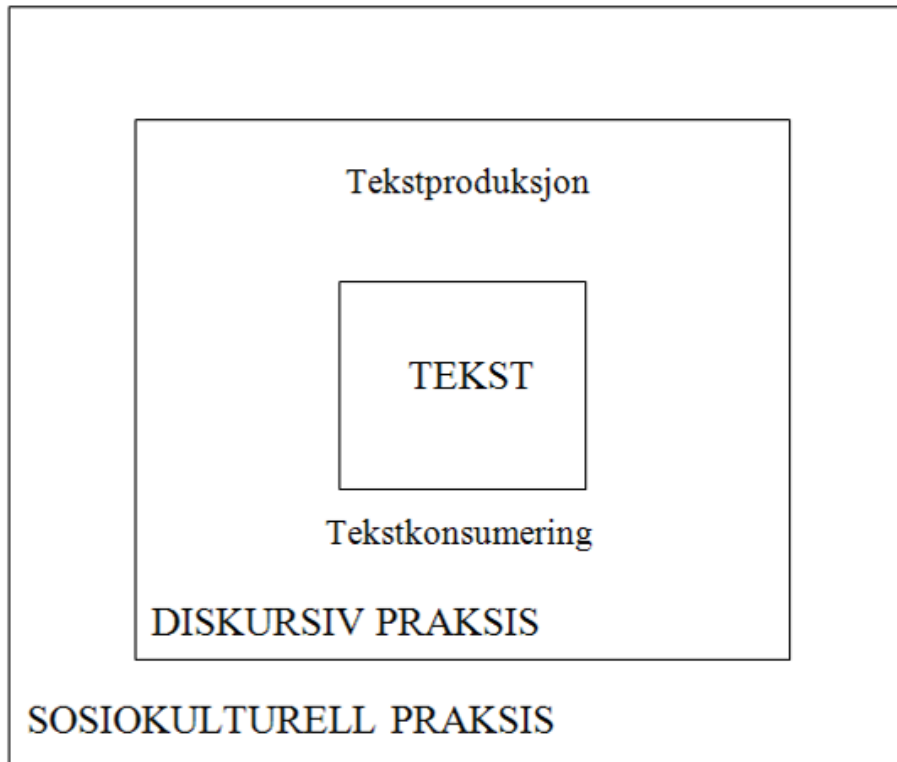 Tekstproduksjon
TEKST
Tekstkonsumering
DISKURSIV PRAKSIS
SOSIOKULTURELL PRAKSIS